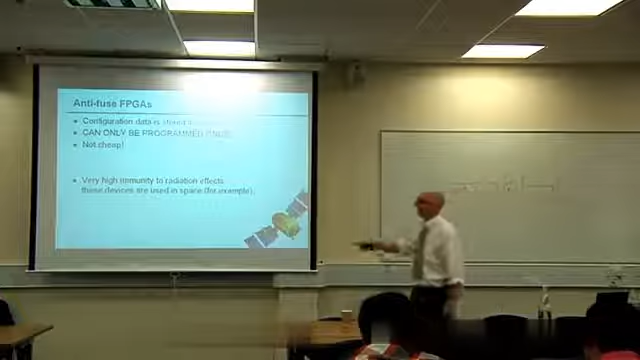 Anti-fuse FPGAs
Configuration data is stored
CAN ONLY BE PROGRAMMED ONCE
Not cheap!
Very high immunity to radiation effects
these devices are used in space (for example).